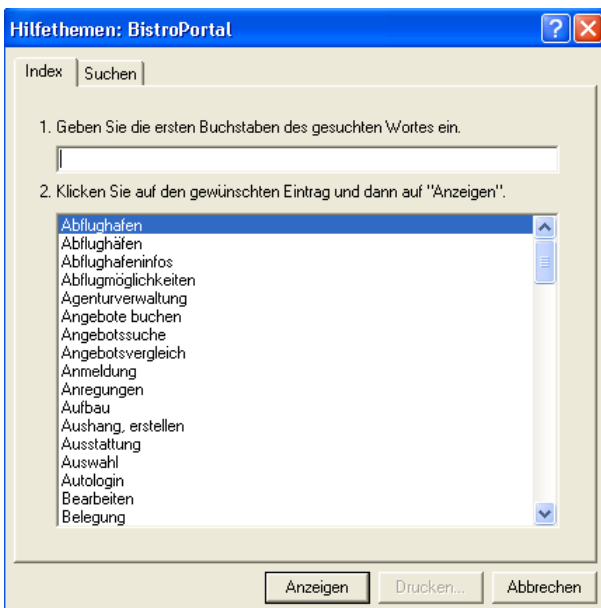 Hilfethemen: BistroPortal
Index Suchen
1. Geben Sie die ersten Buchstaben des gesuchten Wortes ein.
2. Klicken Sie auf den gewünschten Eintrag und dann auf "Anzeigen".
Abflughafen
Abflughäfen
Abflughafeninfos
Abflugmöglichkeiten
Agenturverwaltung
Angebote buchen
Angebotssuche
Angebotsvergleich
Anmeldung
Anregungen
Aufbau
Aushang, erstellen
Ausstattung
Auswahl
Autologin
Bearbeiten
Belegung
Anzeigen Drucken... Abbrechen